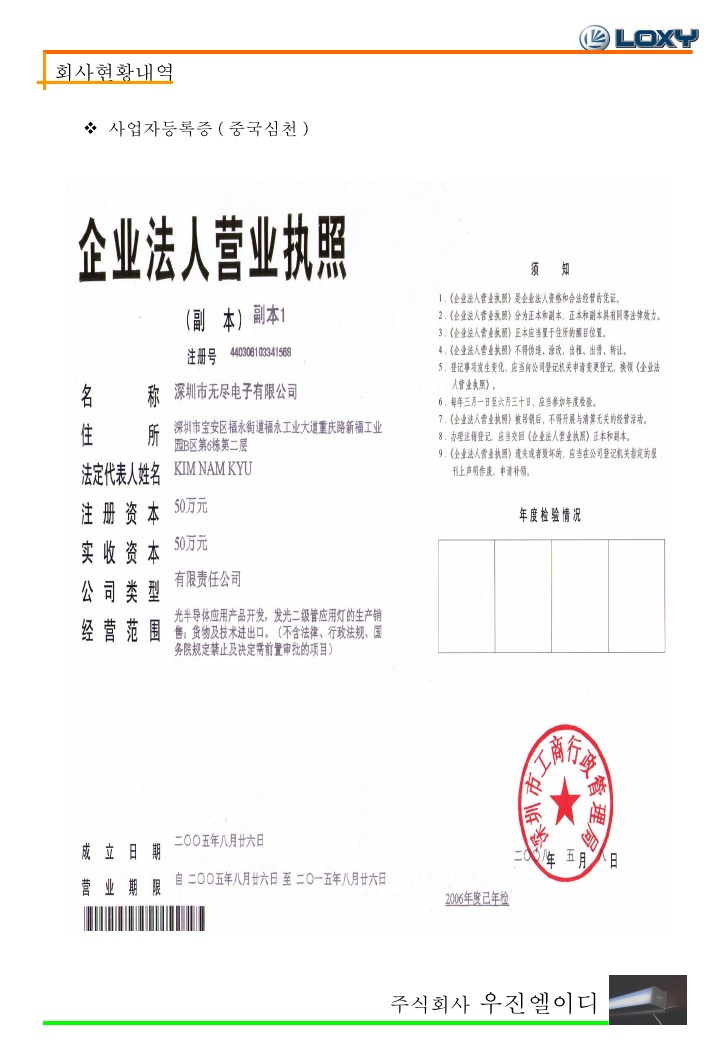 LOXY
회사현황내역
❖ 사업자등록증 ( 중국심천 )
企业法人营业执照
(副 本) 副本1
注册号 440306103341568
名 称 深圳市无尽电子有限公司
住 所 深圳市宝安区福永街道福永工业大道重庆路新福工业
园B区第6栋第二层
法定代表人姓名 KIM NAM KYU
注 册 资 本 50万元
实 收 资 本 50万元
公 司 类 型 有限责任公司
经 营 范 围 光半导体应用产品开发，发光二级管应用灯的生产销
售；货物及技术进出口。（不含法律、行政法规、国
务院规定禁止及决定需前置审批的项目）
成 立 日 期 二〇〇五年八月廿六日
营 业 期 限 自 二〇〇五年八月廿六日 至 二〇一五年八月廿六日
须 知
1．《企业法人营业执照》是企业法人资格和合法经营的凭证。
2．《企业法人营业执照》分为正本和副本，正本和副本具有同等法律效力。
3．《企业法人营业执照》正本应当置于住所的醒目位置。
4．《企业法人营业执照》不得伪造、涂改、出租、出借、转让。
5．登记事项发生变化，应当向公司登记机关申请变更登记，换领《企业法
人营业执照》。
6．每年三月一日至六月三十日，应当参加年度检验。
7．《企业法人营业执照》被吊销后，不得开展与清算无关的经营活动。
8．办理注销登记，应当交回《企业法人营业执照》正本和副本。
9．《企业法人营业执照》遗失或者毁坏的，应当在公司登记机关指定的报
刊上声明作废，申请补领。
年度检验情况
深圳市工商行政管理局
二〇〇八年 五 月 八 日
2006年度已年检
주식회사 우진엘이디